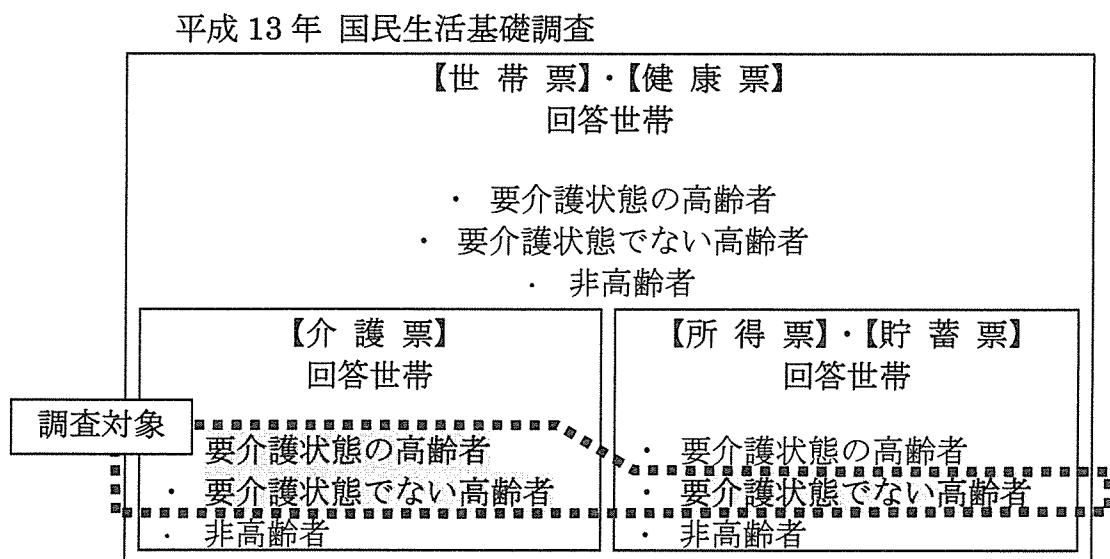 平成 13 年 国民生活基礎調査
【世 帯 票】・【健 康 票】
回答世帯
・ 要介護状態の高齢者
・ 要介護状態でない高齢者
・ 非高齢者
【介 護 票】
回答世帯
調査対象
要介護状態の高齢者
・ 要介護状態でない高齢者
・ 非高齢者
【所 得 票】・【貯 蓄 票】
回答世帯
・ 要介護状態の高齢者
・ 要介護状態でない高齢者
・ 非高齢者